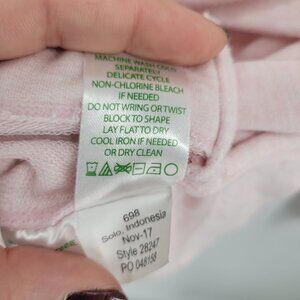 MACHINE WASH COLD
SEPARATELY
DELICATE CYCLE
NON-CHLORINE BLEACH
IF NEEDED
DO NOT WRING OR TWIST
BLOCK TO SHAPE
LAY FLAT TO DRY
COOL IRON IF NEEDED
OR DRY CLEAN
698
Solo, Indonesia
Nov-17
Style 28247
PO 048158